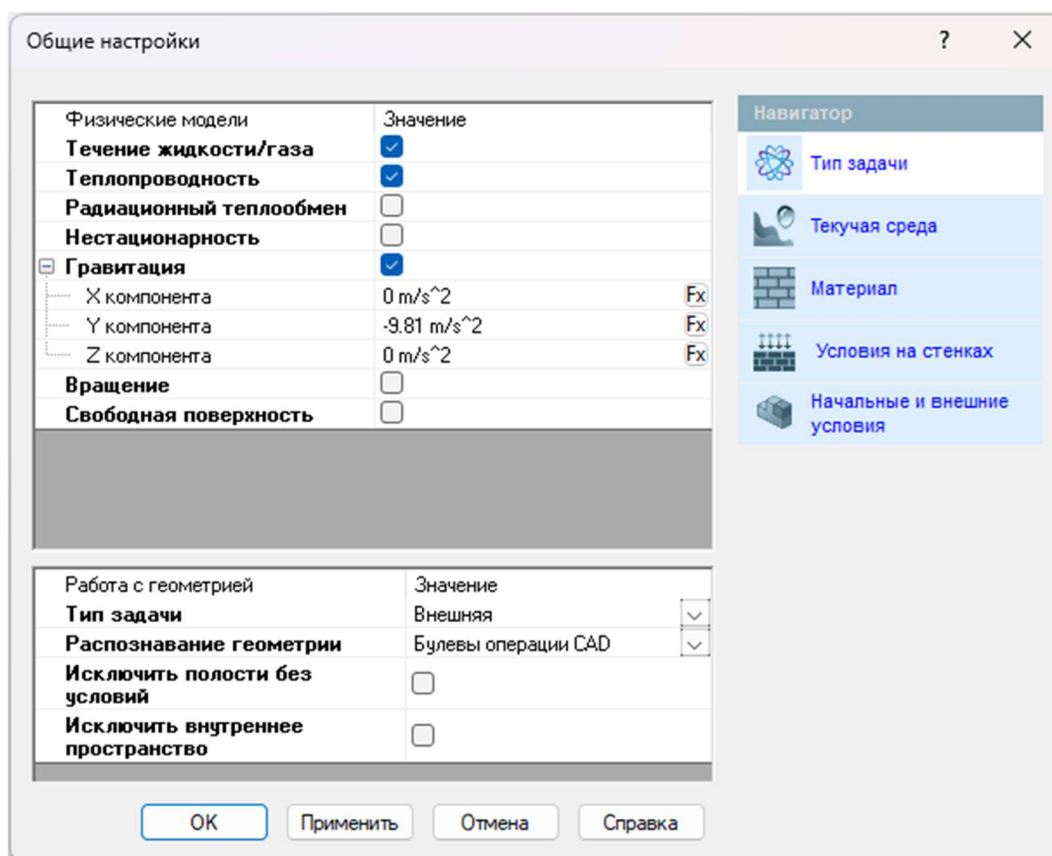 Общие настройки
?
Физические модели Значение
Течение жидкости/газа
Теплопроводность
Радиационный теплообмен
Нестационарность
Гравитация
X компонента 0 m/s^2 Fx
Y компонента -9.81 m/s^2 Fx
Z компонента 0 m/s^2 Fx
Вращение
Свободная поверхность
Работа с геометрией Значение
Тип задачи Внешняя
Распознавание геометрии Булевы операции CAD
Исключить полости без
условий
Исключить внутреннее
пространство
OK Применить Отмена Справка
Навигатор
Тип задачи
Текучая среда
Материал
Условия на стенках
Начальные и внешние
условия